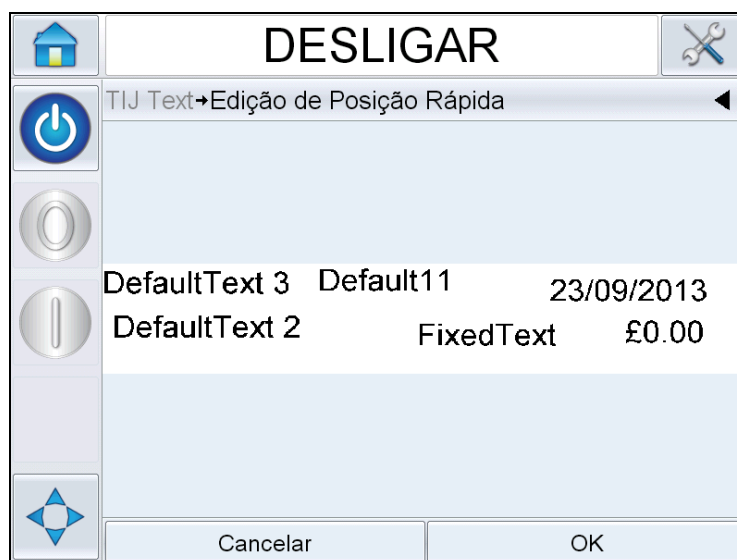 DESLIGAR
TIJ Text→Edição de Posição Rápida
DefaultText 3 Default11 23/09/2013
DefaultText 2 FixedText £0.00
Cancelar OK